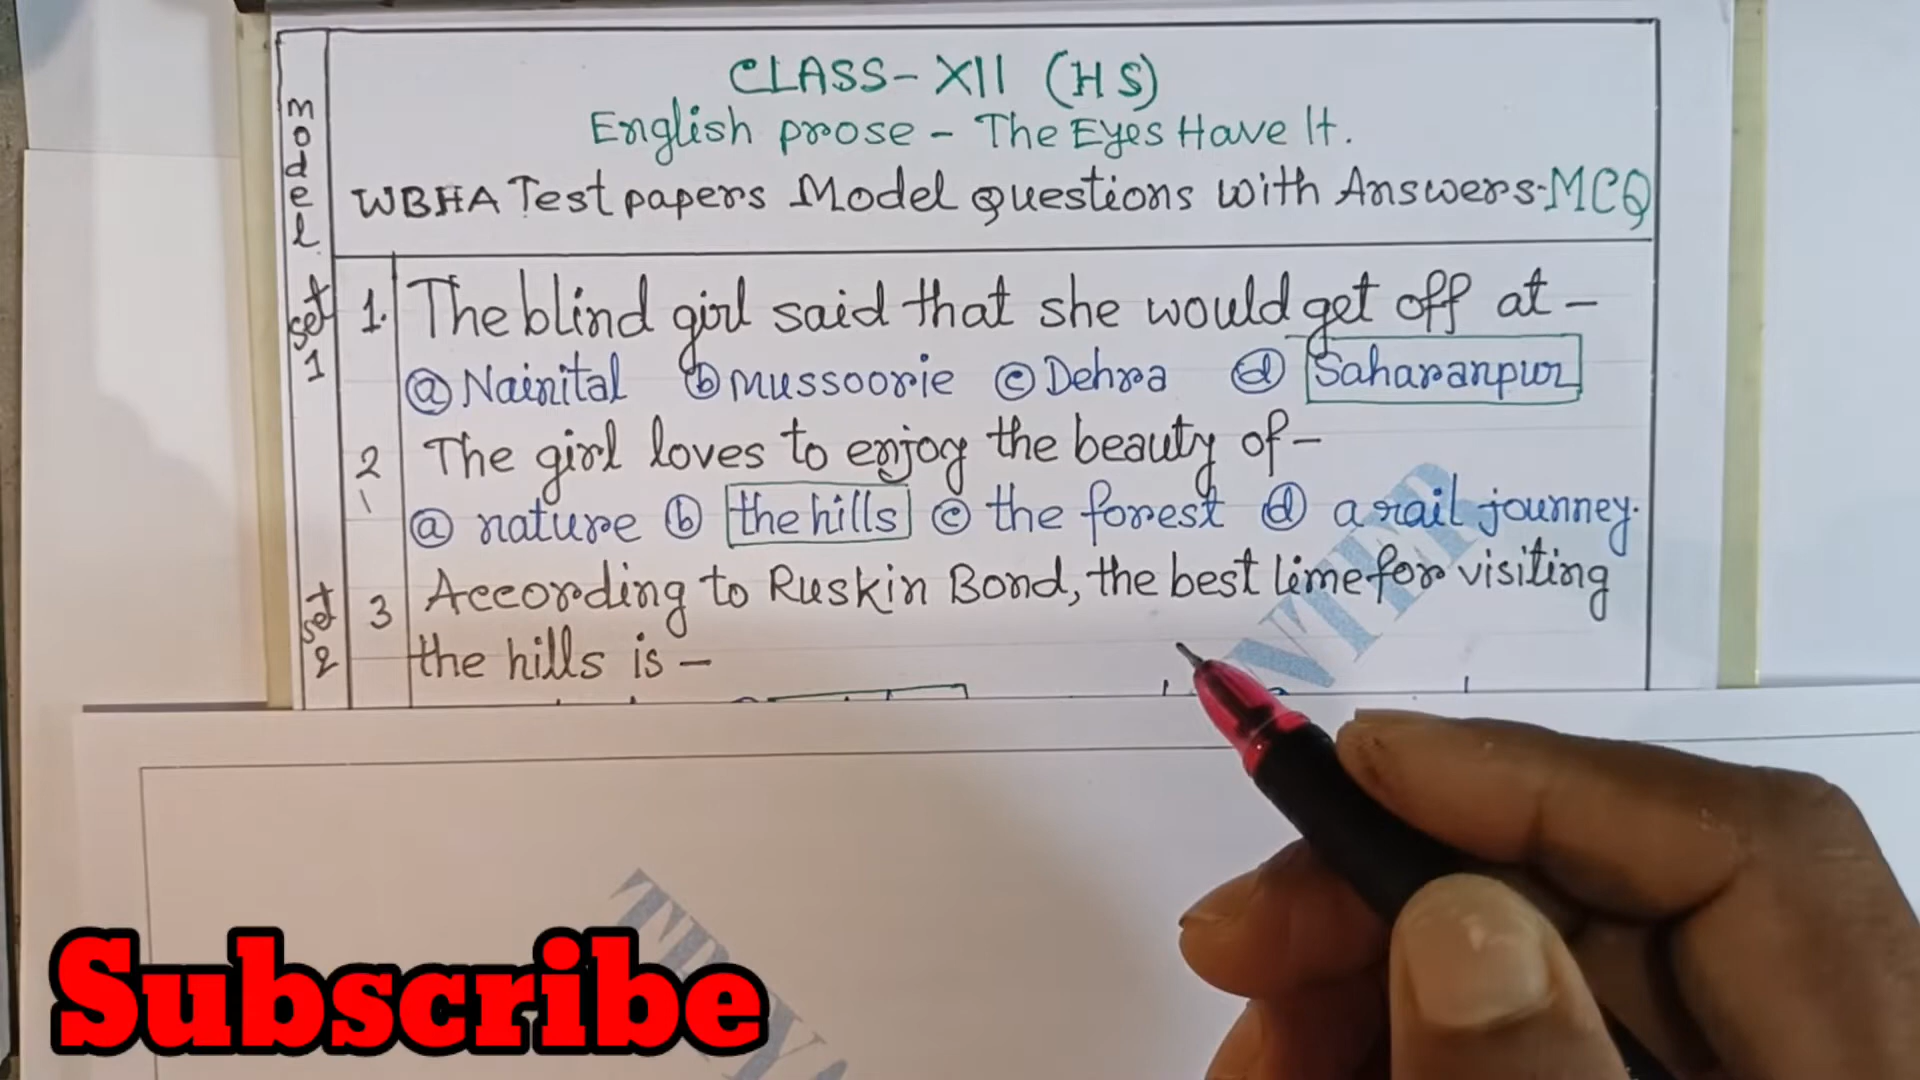 CLASS-XII (HS)
English prose - The Eyes Have It.
WBHA Test papers Model Questions with Answers-MCQ
Model set 1
1. The blind girl said that she would get off at -
ⓐ Nainital ⓑ mussoorie ⓒ Dehra ⓓ Saharanpur
2 The girl loves to enjoy the beauty of -
ⓐ nature ⓑ the hills ⓒ the forest ⓓ a rail jounney.
set 2
3 According to Ruskin Bond, the best lime for visiting
the hills is -
Subscribe